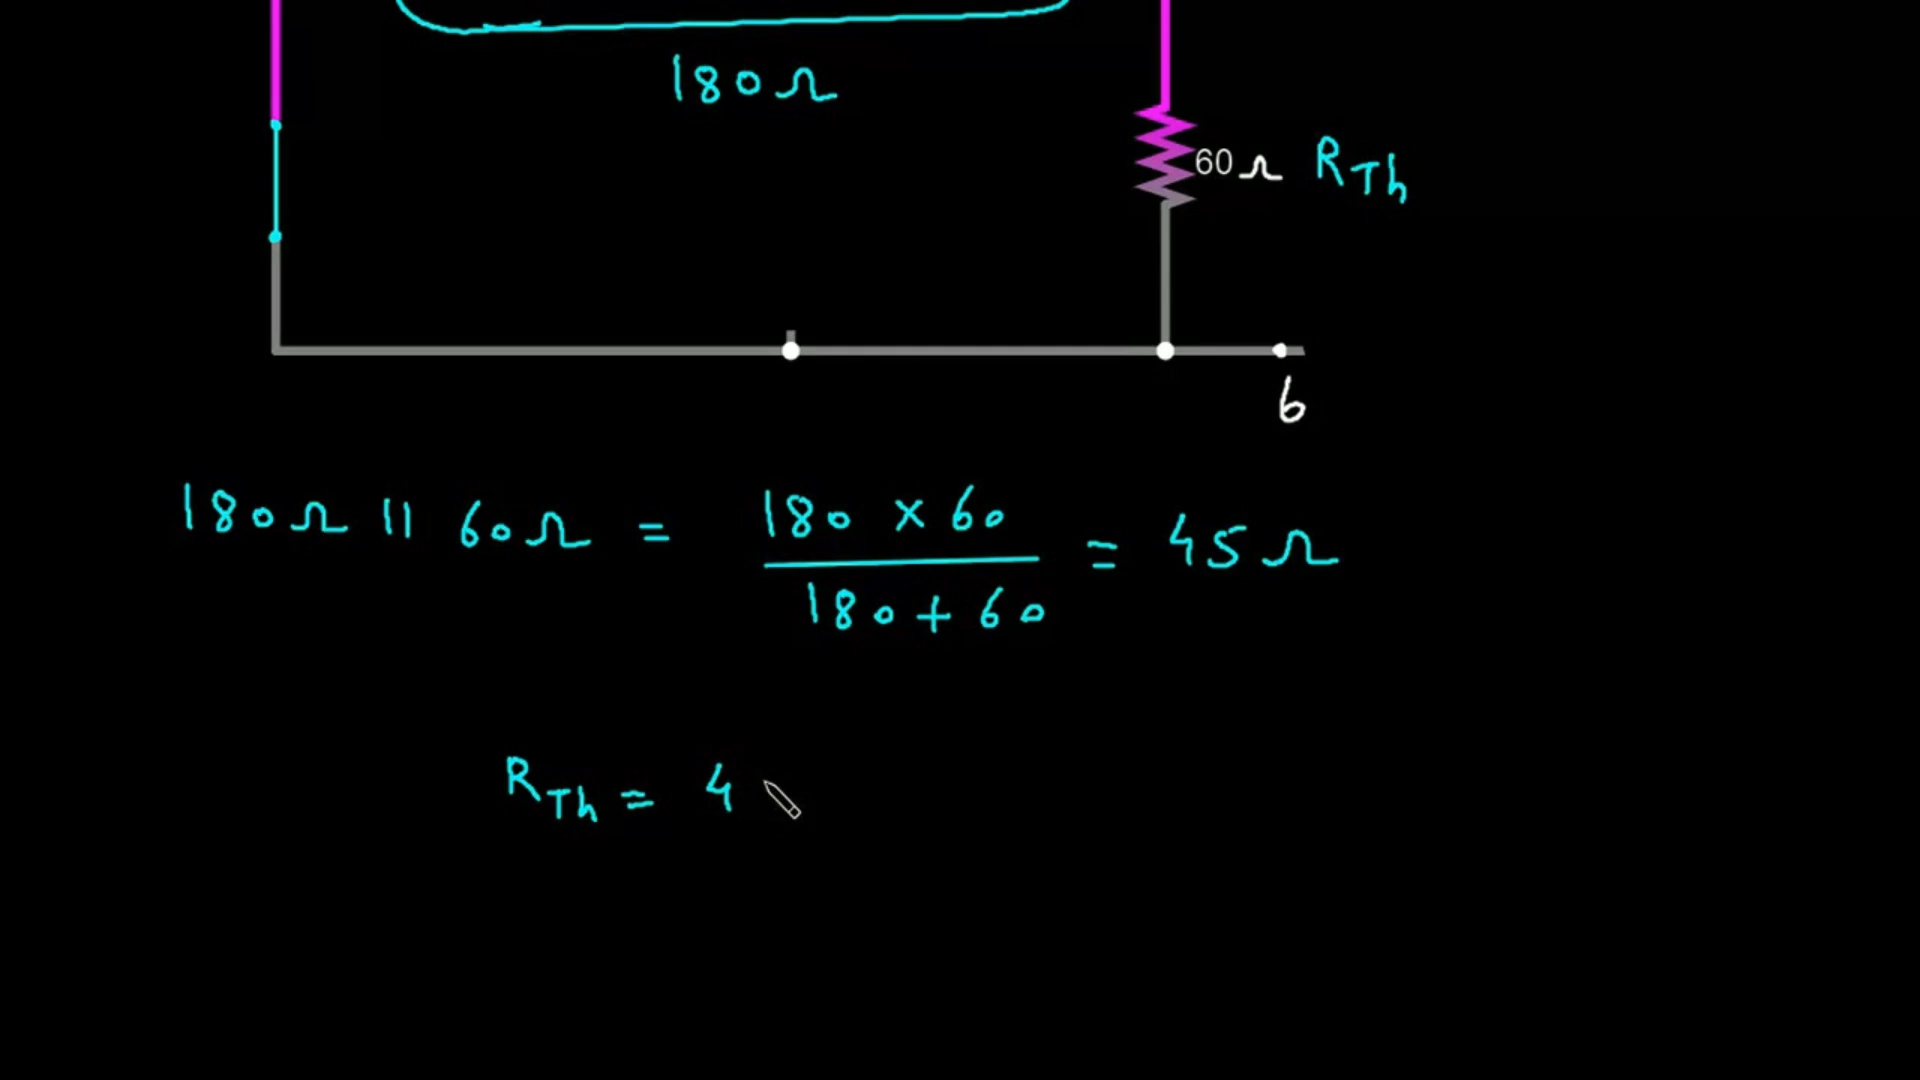 180Ω
60Ω R_Th
b
180Ω || 60Ω = (180 × 60)/(180 + 60) = 45Ω
R_Th = 4